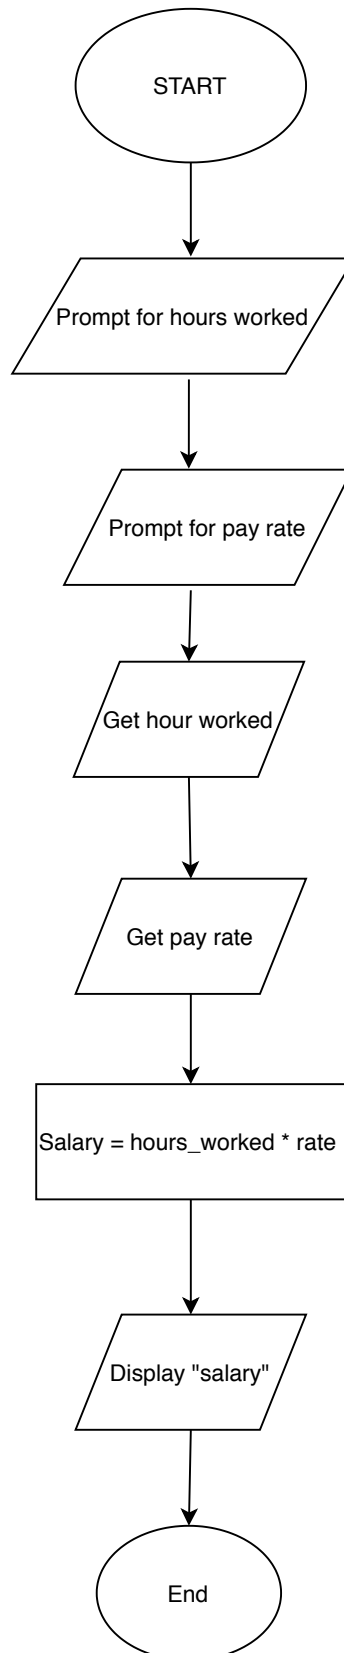 START
Prompt for hours worked
Prompt for pay rate
Get hour worked
Get pay rate
Salary = hours_worked * rate
Display "salary"
End